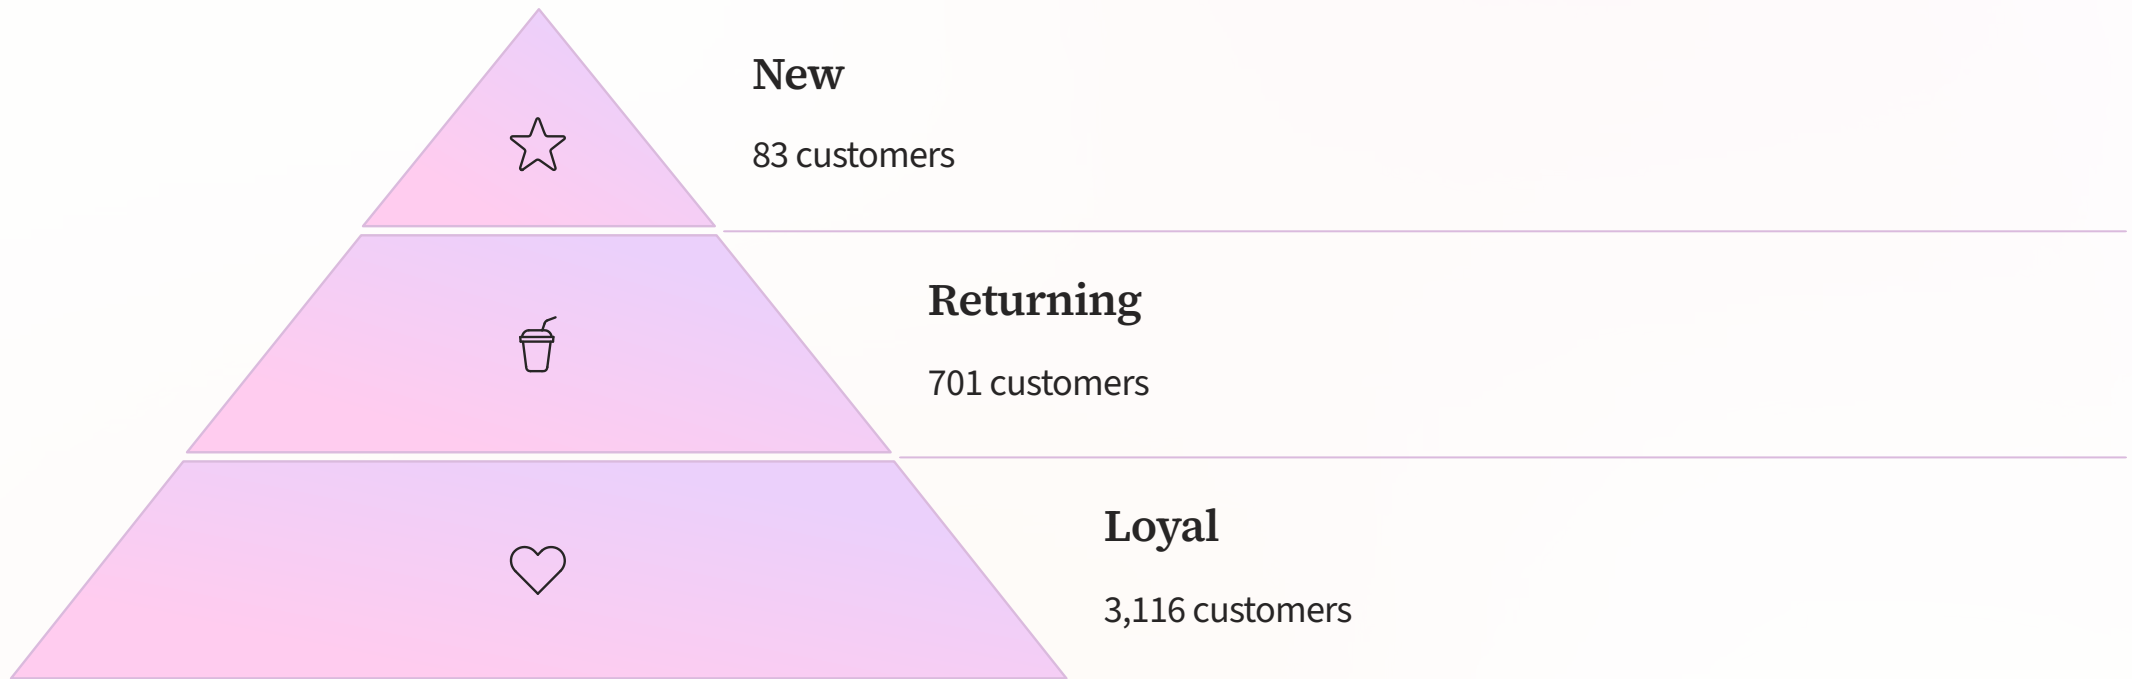 New
83 customers
Returning
701 customers
Loyal
3,116 customers